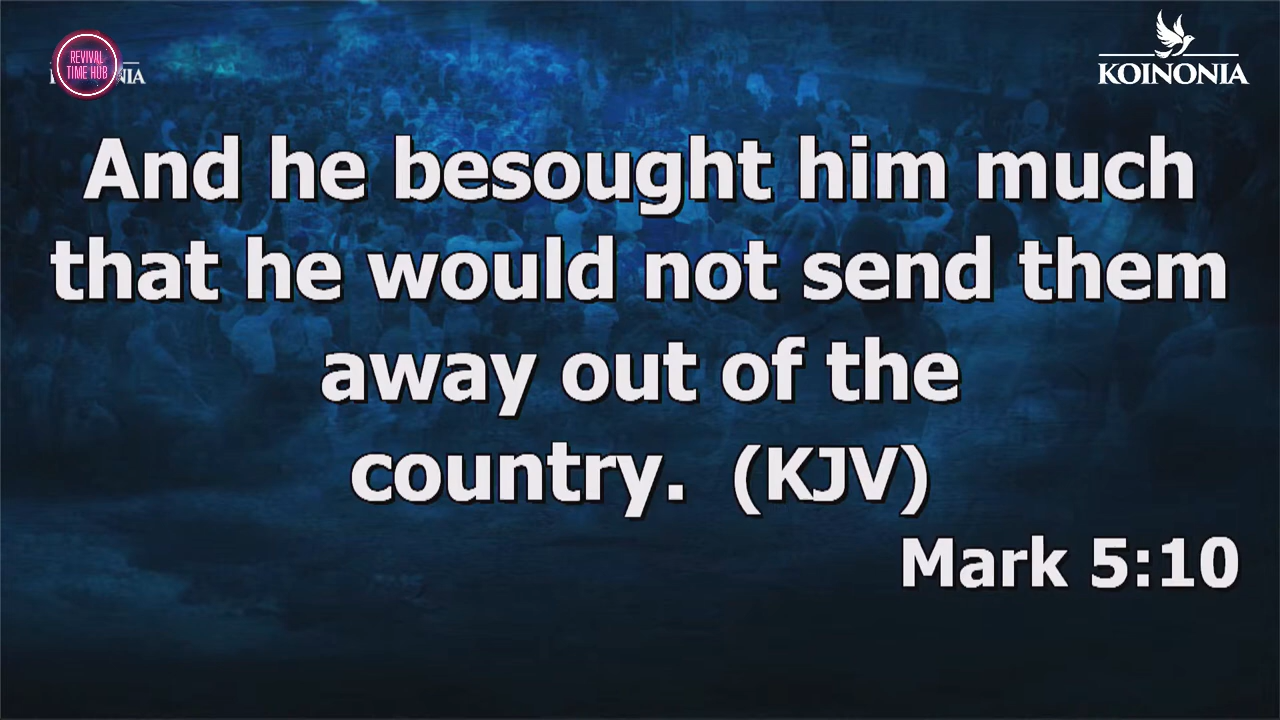 REVIVAL
TIME HUB
NIA
KOINONIA
And he besought him much
that he would not send them
away out of the
country. (KJV)
Mark 5:10